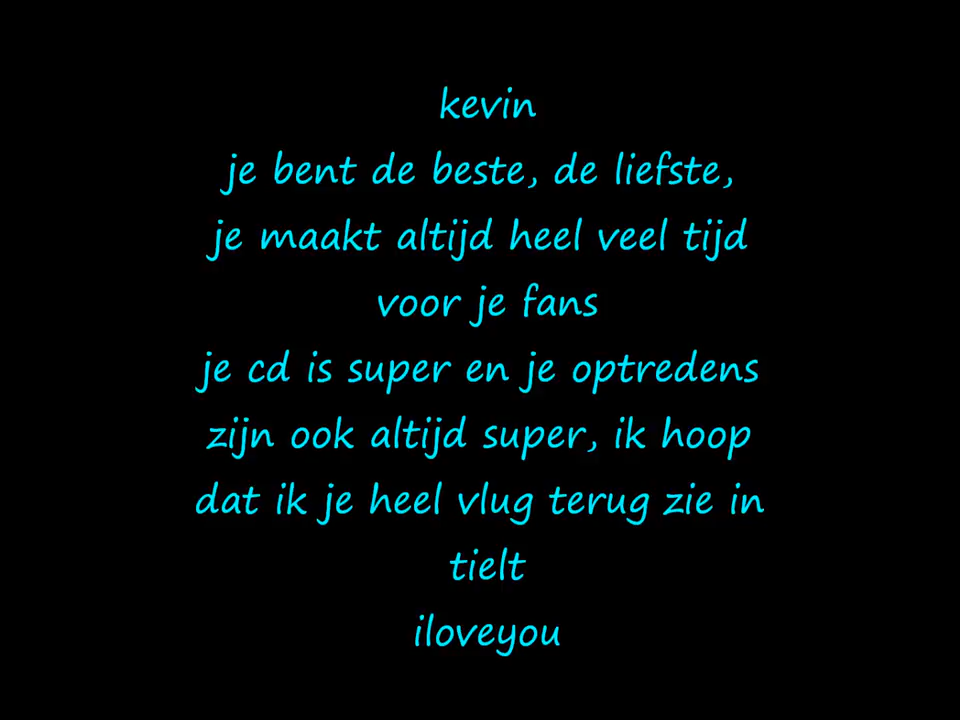 kevin
je bent de beste, de liefste,
je maakt altijd heel veel tijd
voor je fans
je cd is super en je optredens
zijn ook altijd super, ik hoop
dat ik je heel vlug terug zie in
tielt
iloveyou